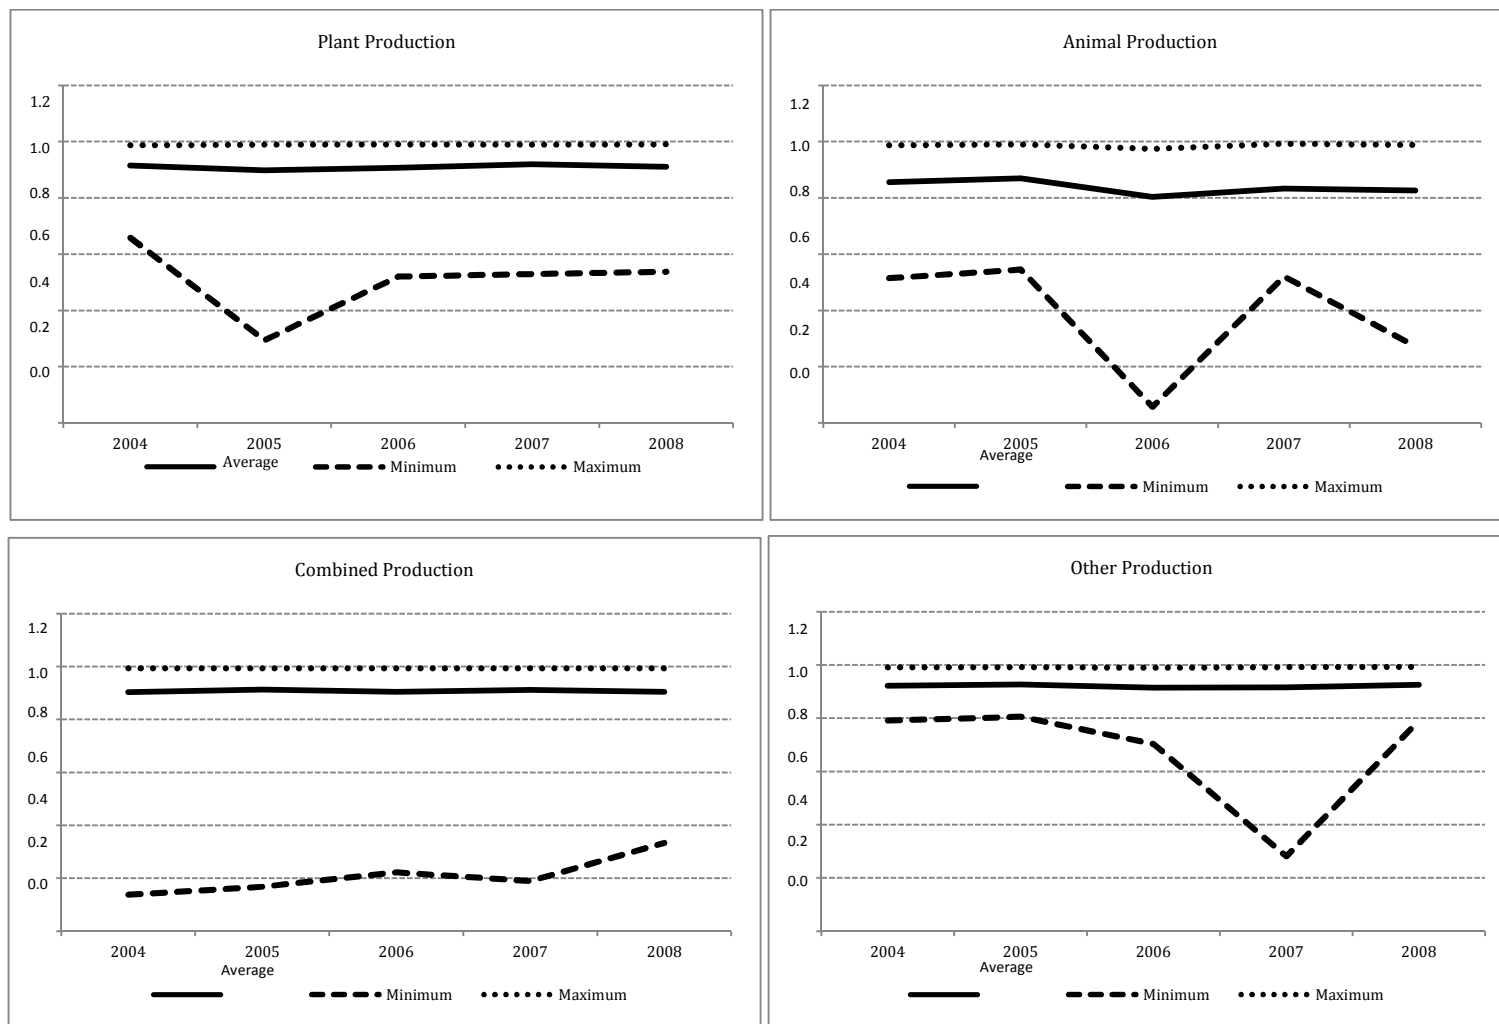 Plant Production
1.2
1.0
0.8
0.6
0.4
0.2
0.0
2004 2005 2006 2007 2008
Average Minimum Maximum
Animal Production
1.2
1.0
0.8
0.6
0.4
0.2
0.0
2004 2005 2006 2007 2008
Average
Minimum Maximum
Combined Production
1.2
1.0
0.8
0.6
0.4
0.2
0.0
2004 2005 2006 2007 2008
Average
Minimum Maximum
Other Production
1.2
1.0
0.8
0.6
0.4
0.2
0.0
2004 2005 2006 2007 2008
Average
Minimum Maximum